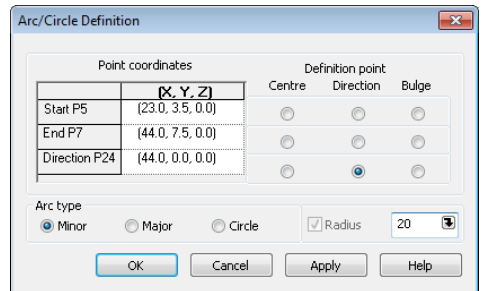 Arc/Circle Definition
Point coordinates
Definition point
(X, Y, Z)
Centre Direction Bulge
Start P5 (23.0, 3.5, 0.0)
End P7 (44.0, 7.5, 0.0)
Direction P24 (44.0, 0.0, 0.0)
Arc type
Minor Major Circle Radius 20
OK Cancel Apply Help